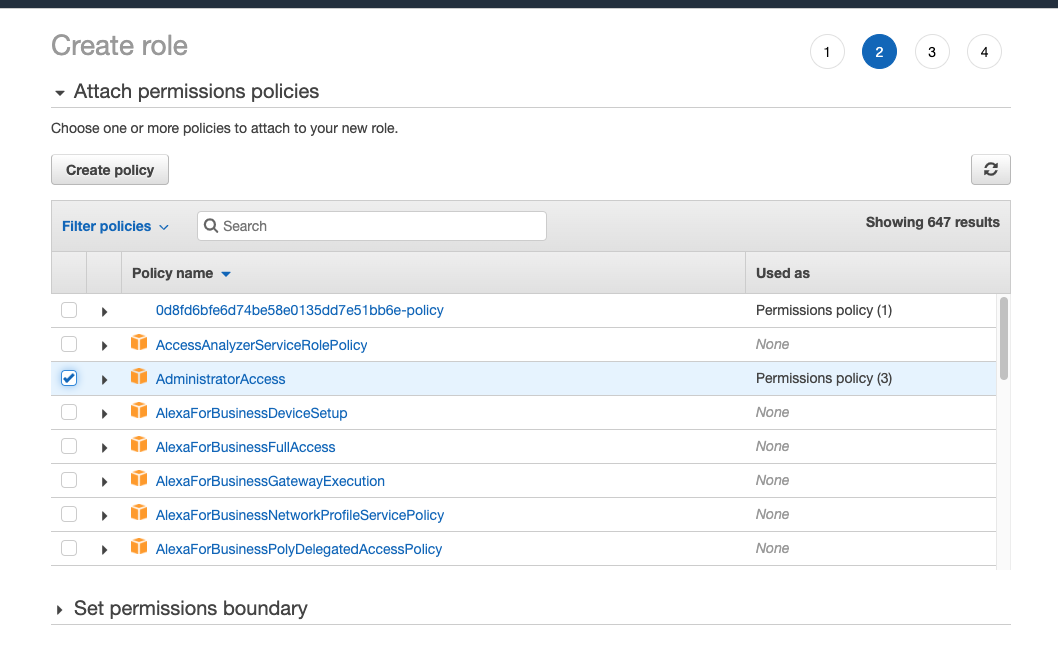 Create role
1 2 3 4
Attach permissions policies
Choose one or more policies to attach to your new role.
Create policy
Filter policies Search Showing 647 results
Policy name Used as
0d8fd6bfe6d74be58e0135dd7e51bb6e-policy Permissions policy (1)
AccessAnalyzerServiceRolePolicy None
AdministratorAccess Permissions policy (3)
AlexaForBusinessDeviceSetup None
AlexaForBusinessFullAccess None
AlexaForBusinessGatewayExecution None
AlexaForBusinessNetworkProfileServicePolicy None
AlexaForBusinessPolyDelegatedAccessPolicy None
Set permissions boundary